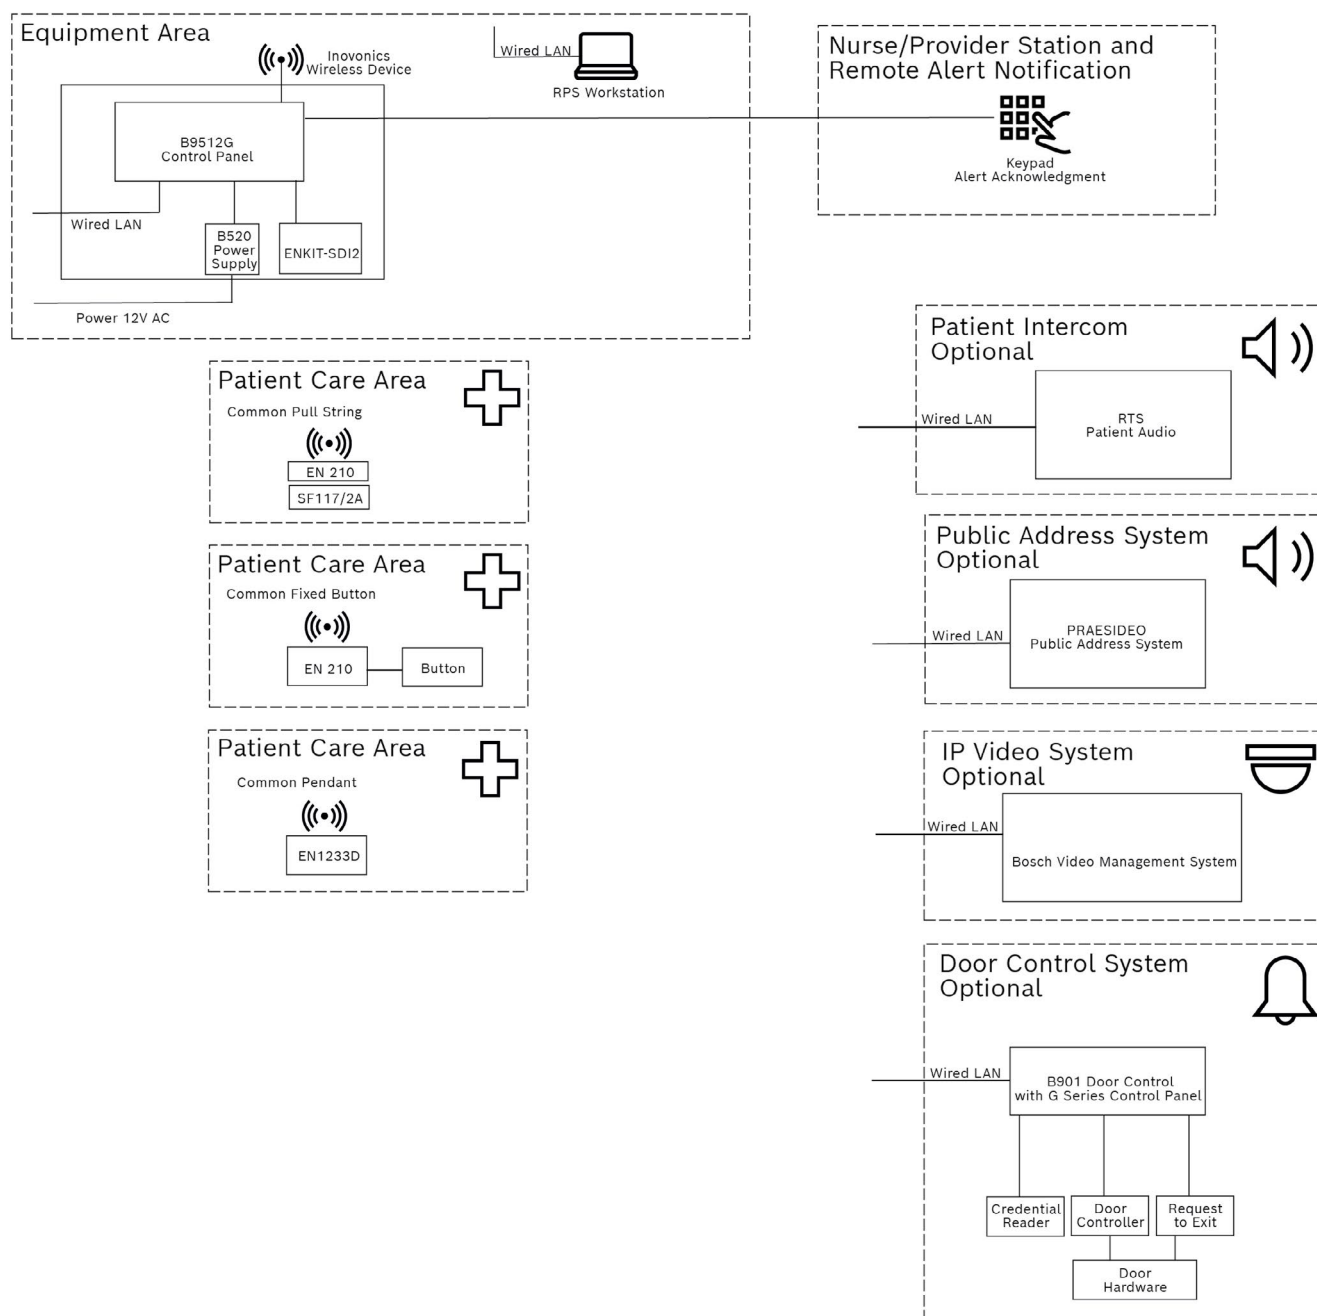 Equipment Area
Inovonics
Wireless Device
Wired LAN
RPS Workstation
B9512G
Control Panel
Wired LAN
B520
Power
Supply
ENKIT-SDI2
Power 12V AC
Nurse/Provider Station and
Remote Alert Notification
Keypad
Alert Acknowledgment
Patient Care Area
Common Pull String
EN 210
SF117/2A
Patient Care Area
Common Fixed Button
EN 210
Button
Patient Care Area
Common Pendant
EN1233D
Patient Intercom
Optional
Wired LAN
RTS
Patient Audio
Public Address System
Optional
Wired LAN
PRAESIDEO
Public Address System
IP Video System
Optional
Wired LAN
Bosch Video Management System
Door Control System
Optional
Wired LAN
B901 Door Control
with G Series Control Panel
Credential
Reader
Door
Controller
Request
to Exit
Door
Hardware